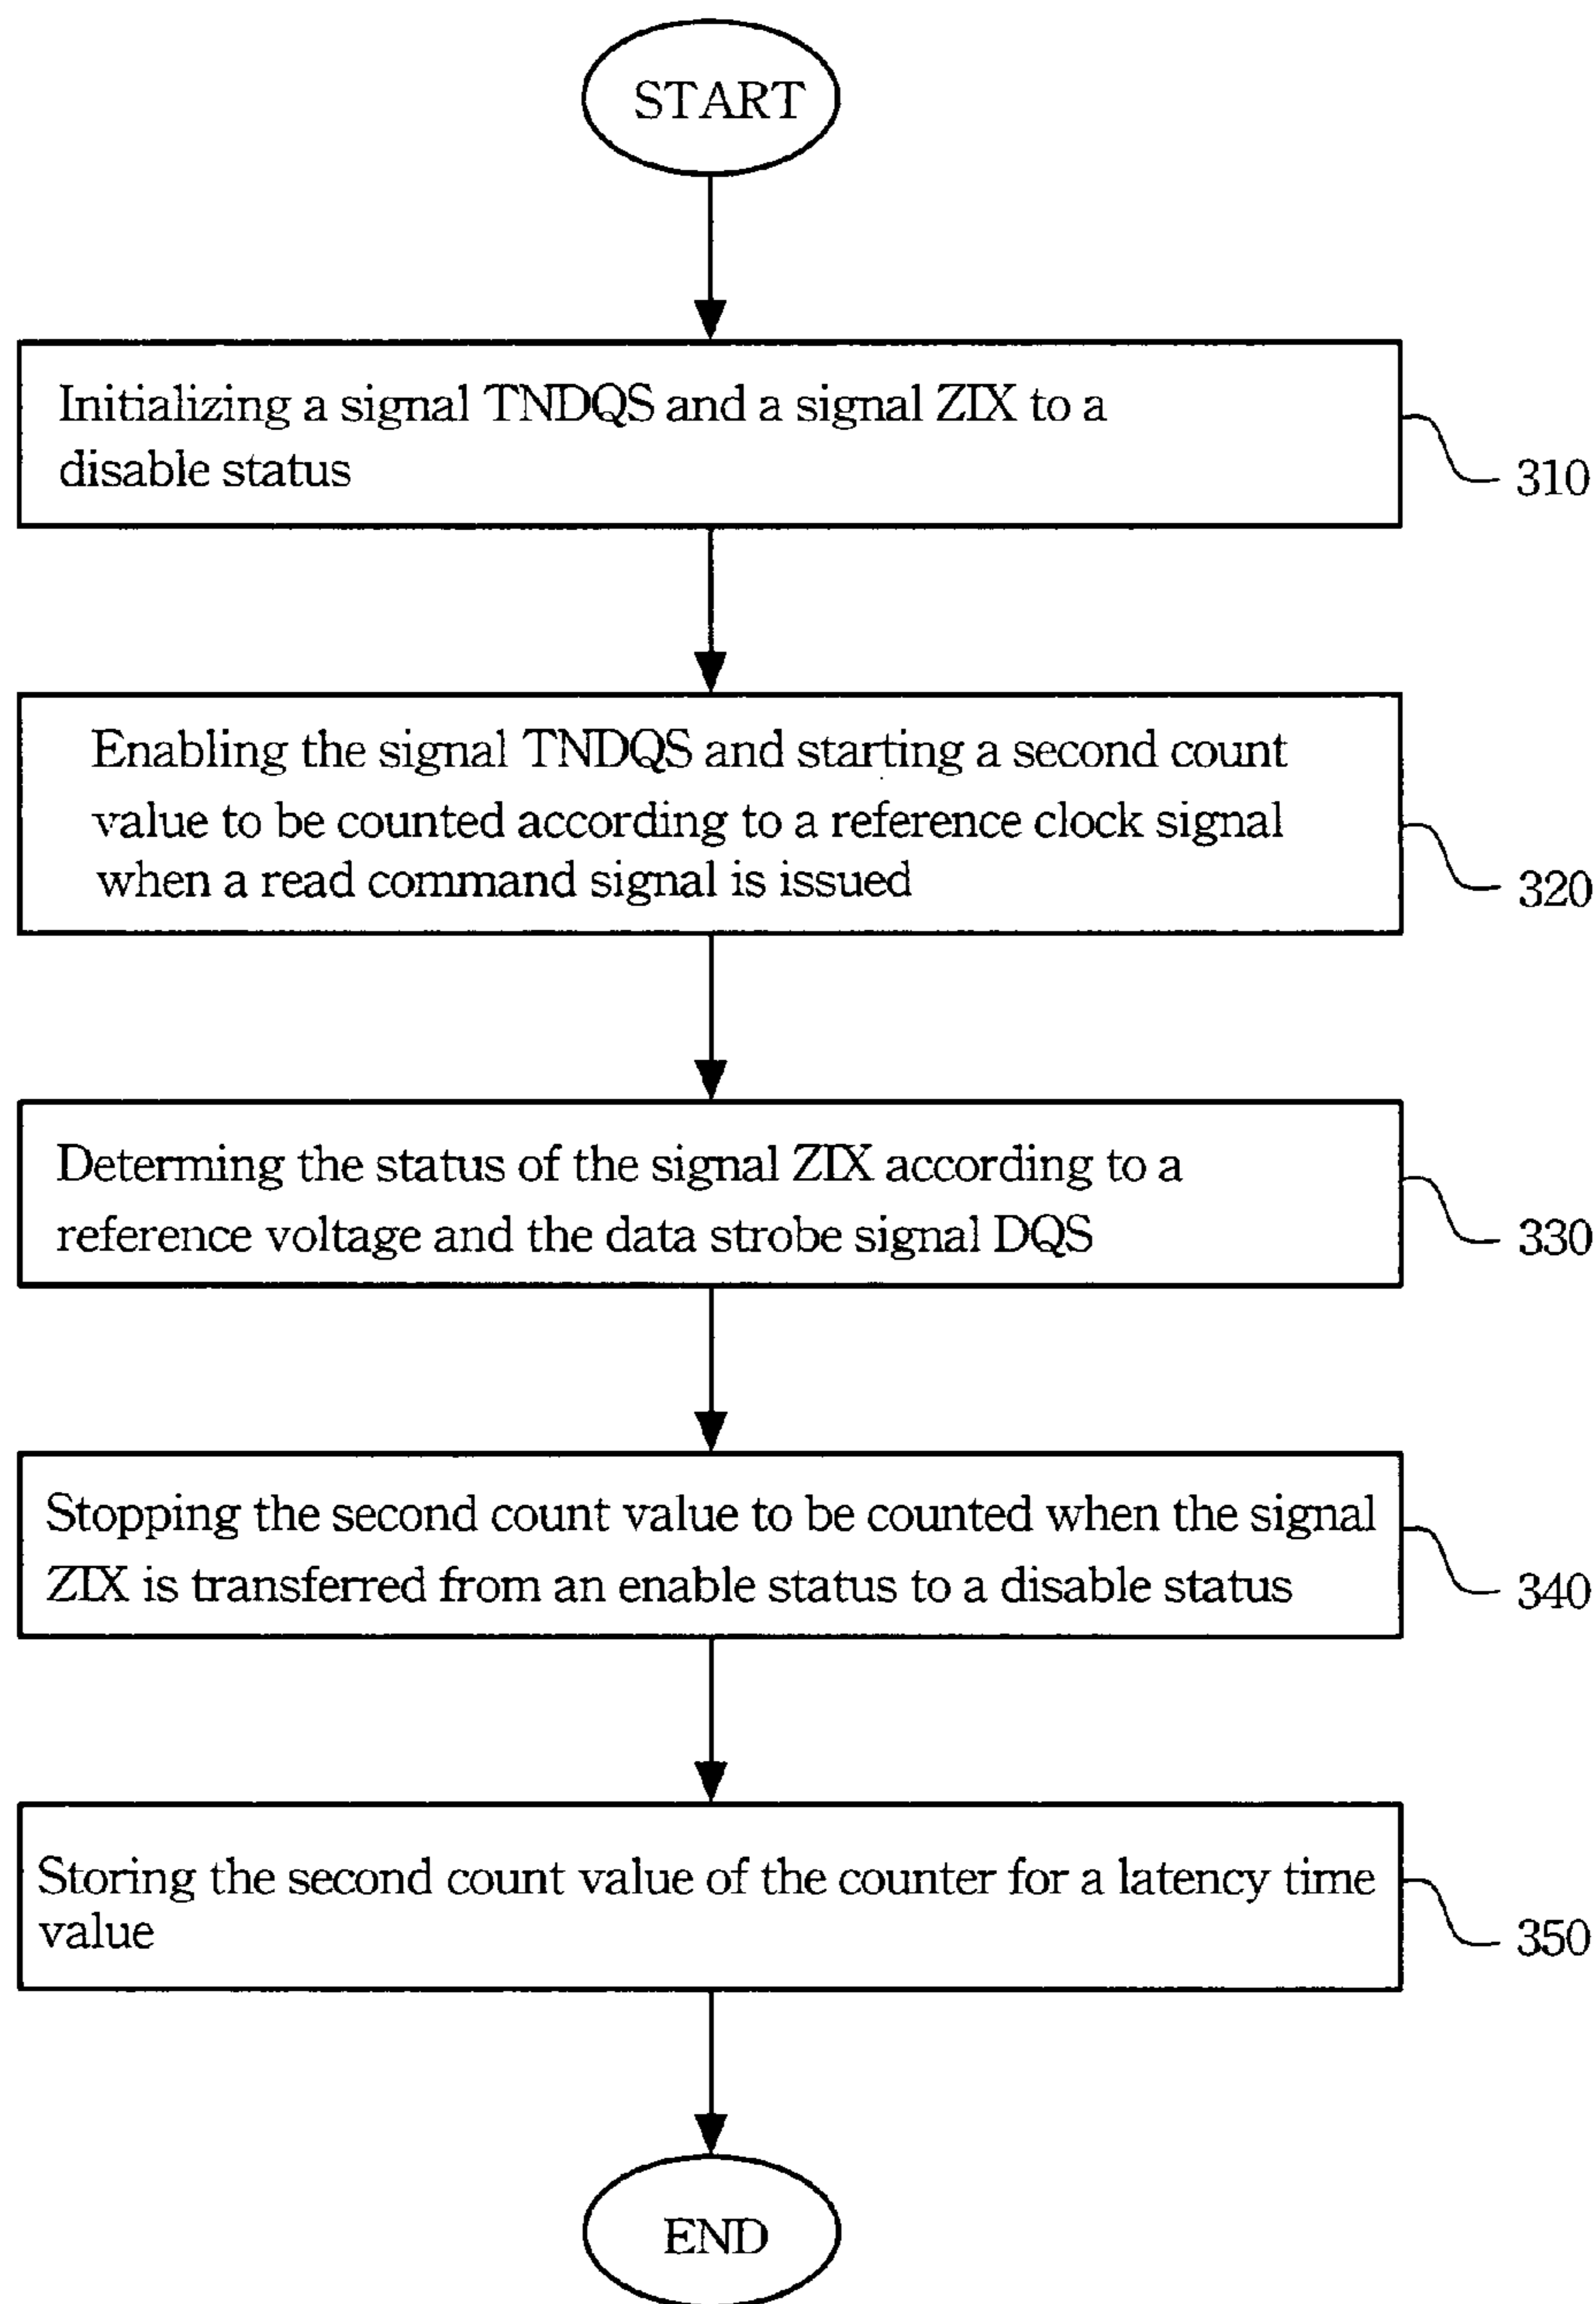 START
Initializing a signal TNDQS and a signal ZIX to a
disable status
310
Enabling the signal TNDQS and starting a second count
value to be counted according to a reference clock signal
when a read command signal is issued
320
Determing the status of the signal ZIX according to a
reference voltage and the data strobe signal DQS
330
Stopping the second count value to be counted when the signal
ZIX is transferred from an enable status to a disable status
340
Storing the second count value of the counter for a latency time
value
350
END